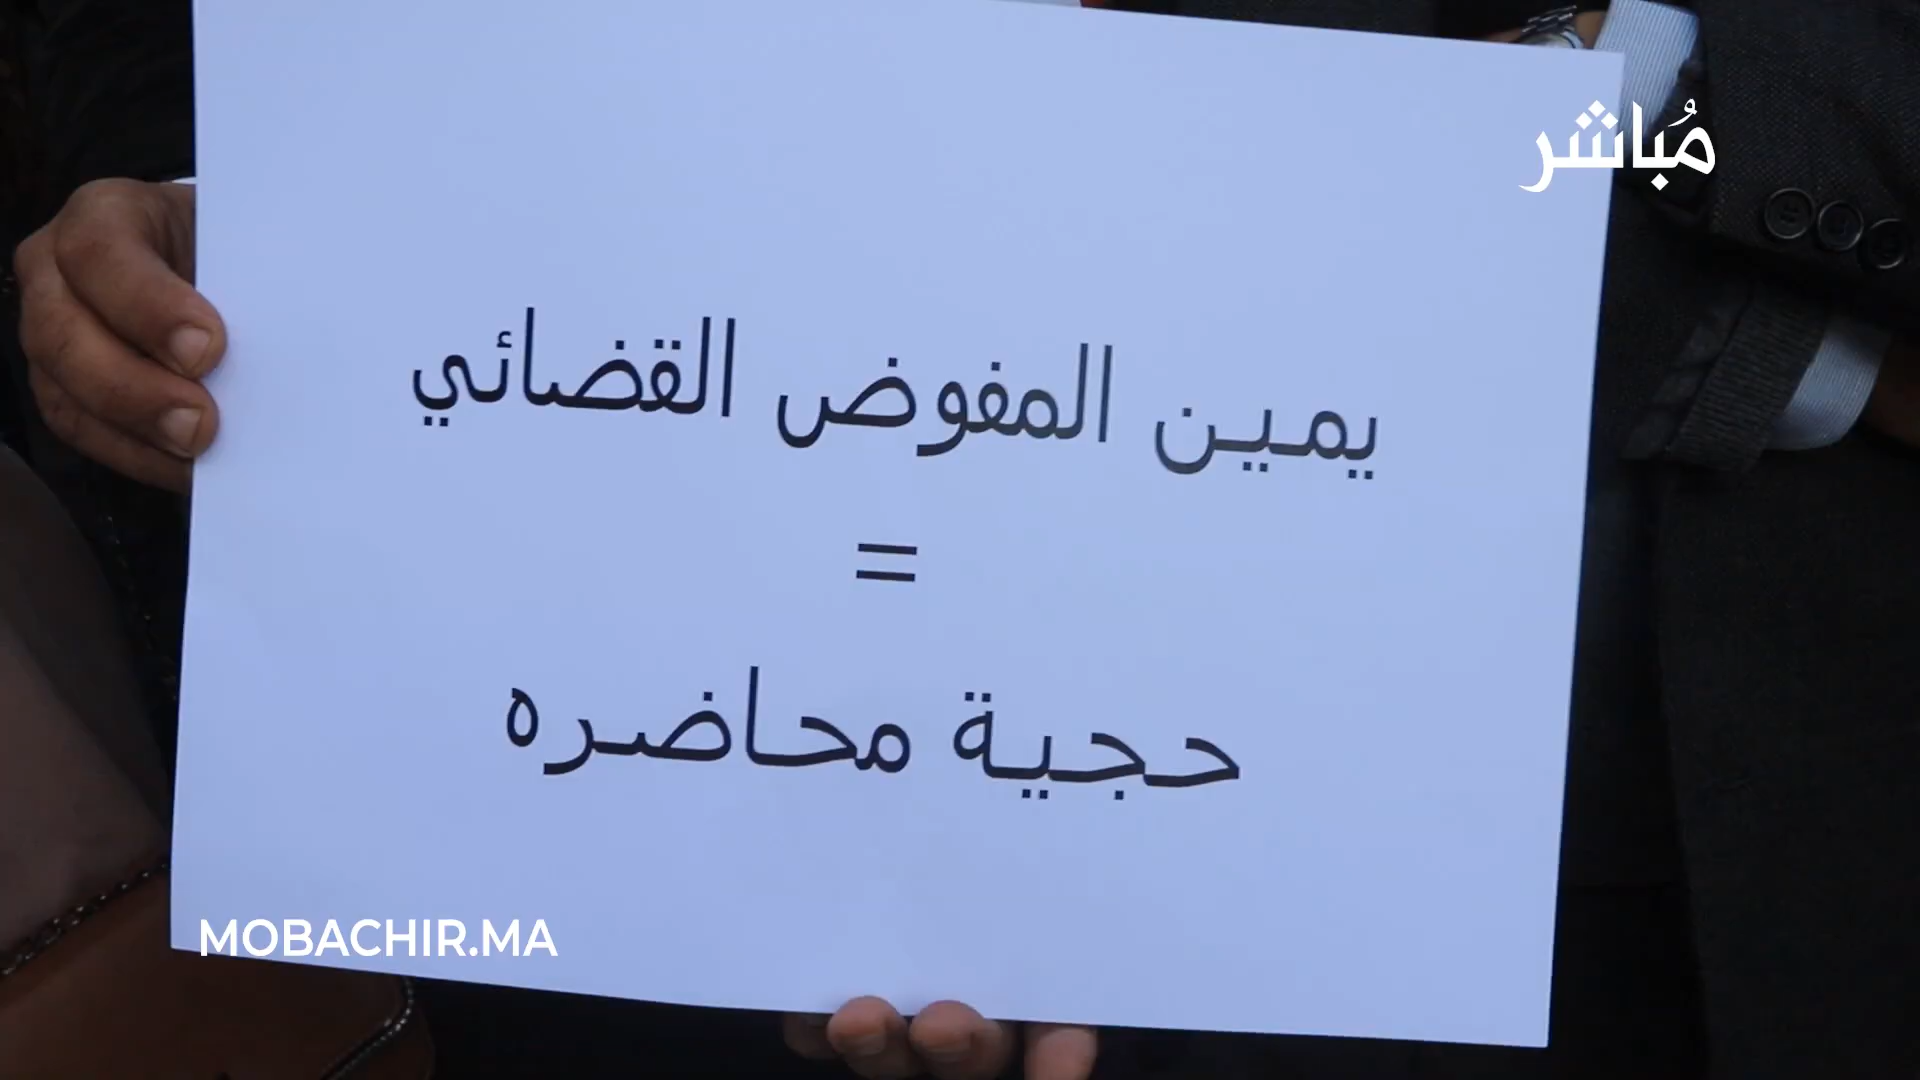 مُباشر
يمين المفوض القضائي
=
حجية محاضره
MOBACHIR.MA